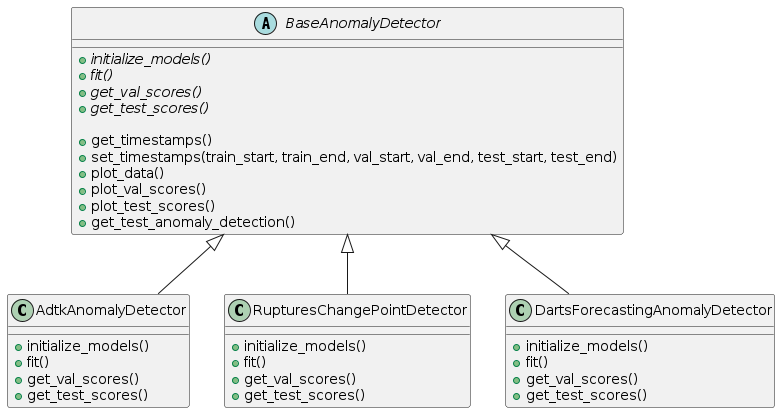 A BaseAnomalyDetector
initialize_models()
fit()
get_val_scores()
get_test_scores()
get_timestamps()
set_timestamps(train_start, train_end, val_start, val_end, test_start, test_end)
plot_data()
plot_val_scores()
plot_test_scores()
get_test_anomaly_detection()
C AdtkAnomalyDetector
initialize_models()
fit()
get_val_scores()
get_test_scores()
C RupturesChangePointDetector
initialize_models()
fit()
get_val_scores()
get_test_scores()
C DartsForecastingAnomalyDetector
initialize_models()
fit()
get_val_scores()
get_test_scores()